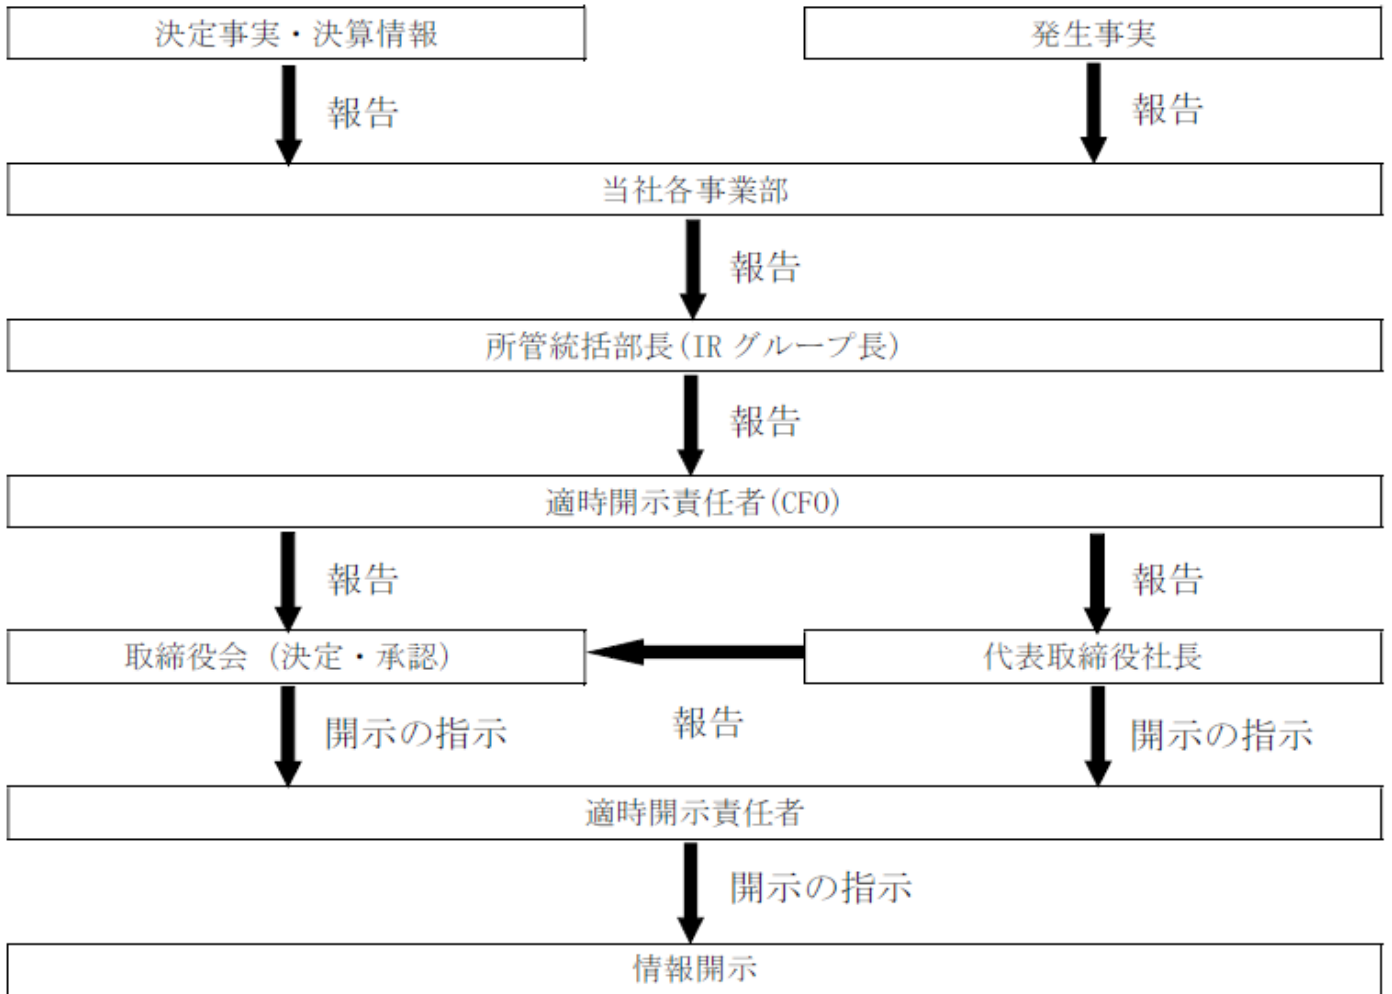 決定事実・決算情報
発生事実
報告
報告
当社各事業部
報告
所管統括部長(IR グループ長)
報告
適時開示責任者(CFO)
報告
報告
取締役会 (決定・承認)
代表取締役社長
報告
開示の指示
開示の指示
適時開示責任者
開示の指示
情報開示